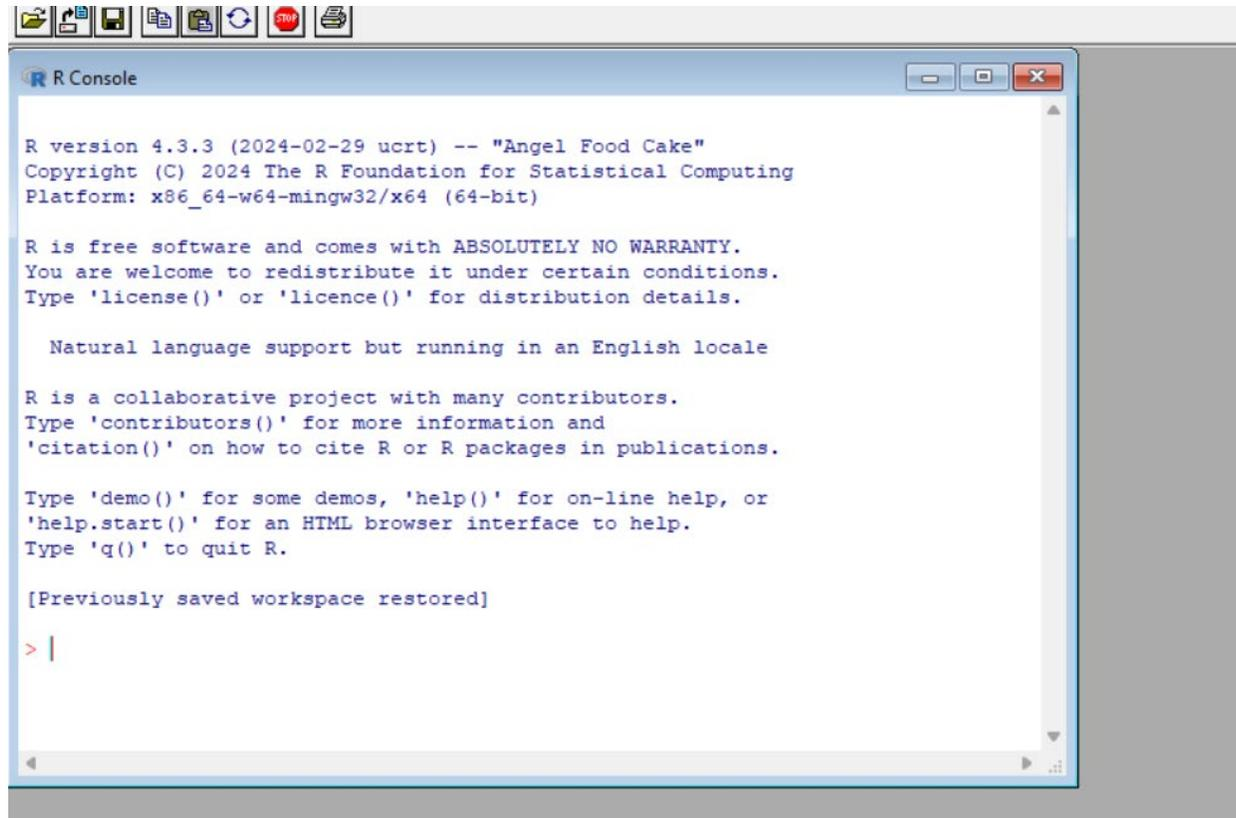 STOP
R Console
R version 4.3.3 (2024-02-29 ucrt) -- "Angel Food Cake"
Copyright (C) 2024 The R Foundation for Statistical Computing
Platform: x86_64-w64-mingw32/x64 (64-bit)
R is free software and comes with ABSOLUTELY NO WARRANTY.
You are welcome to redistribute it under certain conditions.
Type 'license()' or 'licence()' for distribution details.
Natural language support but running in an English locale
R is a collaborative project with many contributors.
Type 'contributors()' for more information and
'citation()' on how to cite R or R packages in publications.
Type 'demo()' for some demos, 'help()' for on-line help, or
'help.start()' for an HTML browser interface to help.
Type 'q()' to quit R.
[Previously saved workspace restored]
>